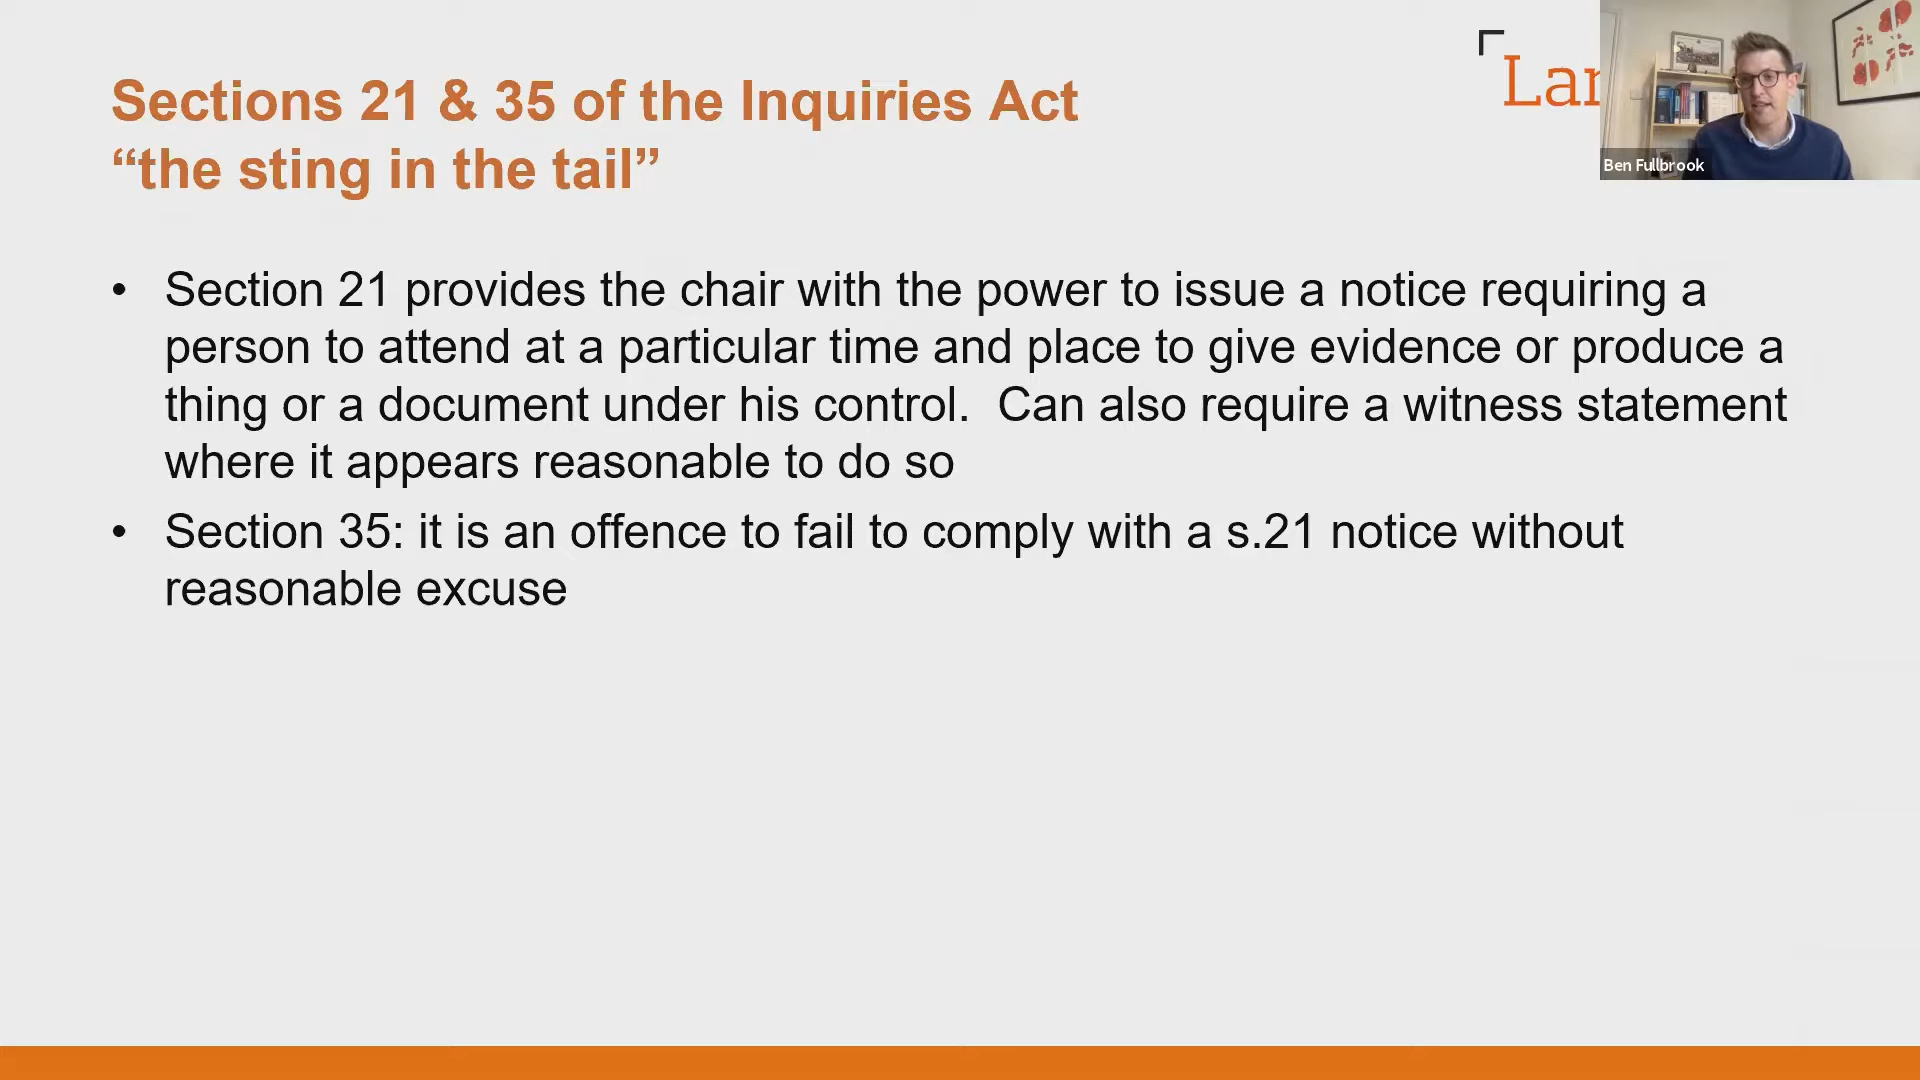 Sections 21 & 35 of the Inquiries Act
“the sting in the tail”
Lar
Ben Fullbrook
• Section 21 provides the chair with the power to issue a notice requiring a
person to attend at a particular time and place to give evidence or produce a
thing or a document under his control.  Can also require a witness statement
where it appears reasonable to do so
• Section 35: it is an offence to fail to comply with a s.21 notice without
reasonable excuse